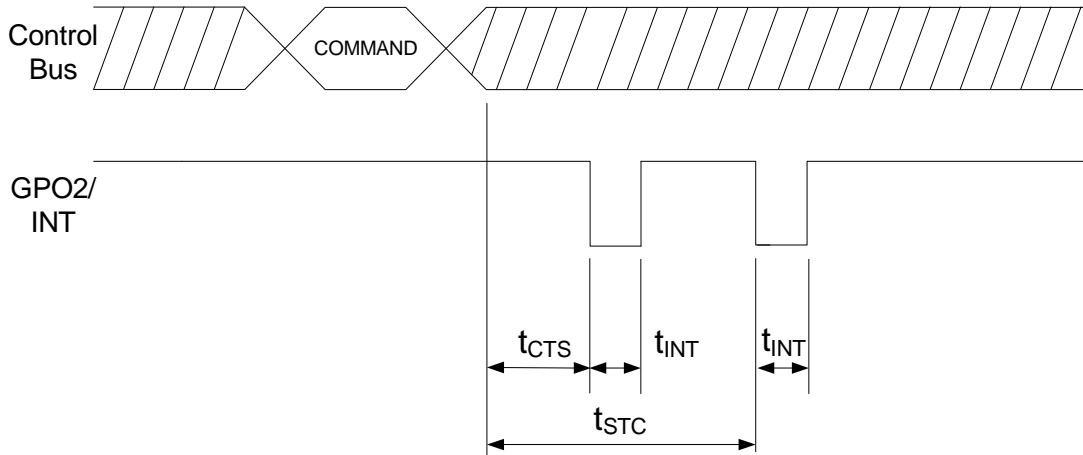 Control
Bus
COMMAND
GPO2/
INT
tCTS
tINT
tINT
tSTC